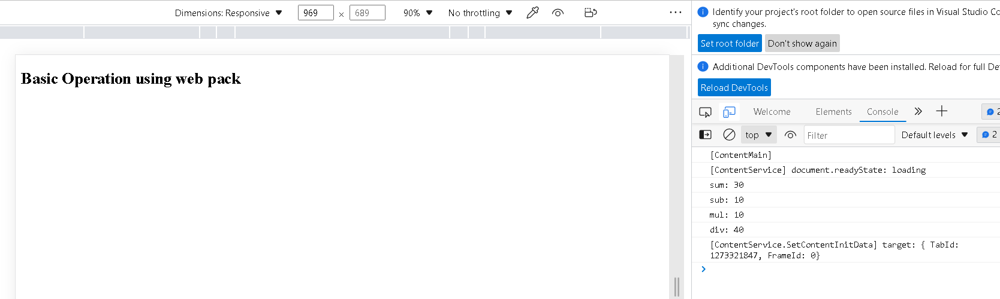 Dimensions: Responsive 969 × 689 90% No throttling ...
Basic Operation using web pack
Identify your project's root folder to open source files in Visual Studio Co
sync changes.
Set root folder Don't show again
Additional DevTools components have been installed. Reload for full De
Reload DevTools
Welcome Elements Console 2
top Filter Default levels 2
[ContentMain]
[ContentService] document.readyState: loading
sum: 30
sub: 10
mul: 10
div: 40
[ContentService.SetContentInitData] target: { TabId:
1273321847, FrameId: 0}